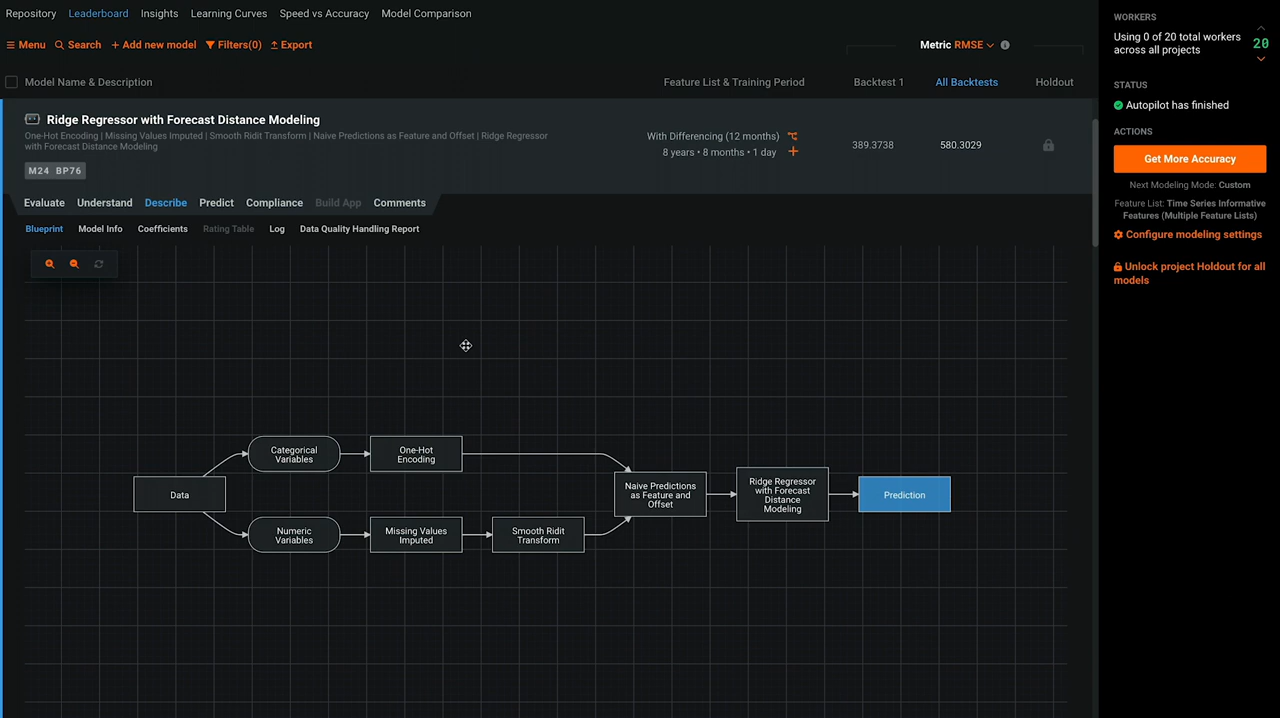 Repository Leaderboard Insights Learning Curves Speed vs Accuracy Model Comparison
Menu Search + Add new model Filters(0) Export
Metric RMSE
Model Name & Description Feature List & Training Period Backtest 1 All Backtests Holdout
Ridge Regressor with Forecast Distance Modeling
One-Hot Encoding | Missing Values Imputed | Smooth Ridit Transform | Naive Predictions as Feature and Offset | Ridge Regressor
with Forecast Distance Modeling
M24 BP76
With Differencing (12 months)
8 years • 8 months • 1 day
389.3738 580.3029
Evaluate Understand Describe Predict Compliance Build App Comments
Blueprint Model Info Coefficients Rating Table Log Data Quality Handling Report
Data
Categorical
Variables
One-Hot
Encoding
Numeric
Variables
Missing Values
Imputed
Smooth Ridit
Transform
Naive Predictions
as Feature and
Offset
Ridge Regressor
with Forecast
Distance
Modeling
Prediction
WORKERS
Using 0 of 20 total workers
across all projects
20
STATUS
Autopilot has finished
ACTIONS
Get More Accuracy
Next Modeling Mode: Custom
Feature List: Time Series Informative
Features (Multiple Feature Lists)
Configure modeling settings
Unlock project Holdout for all
models